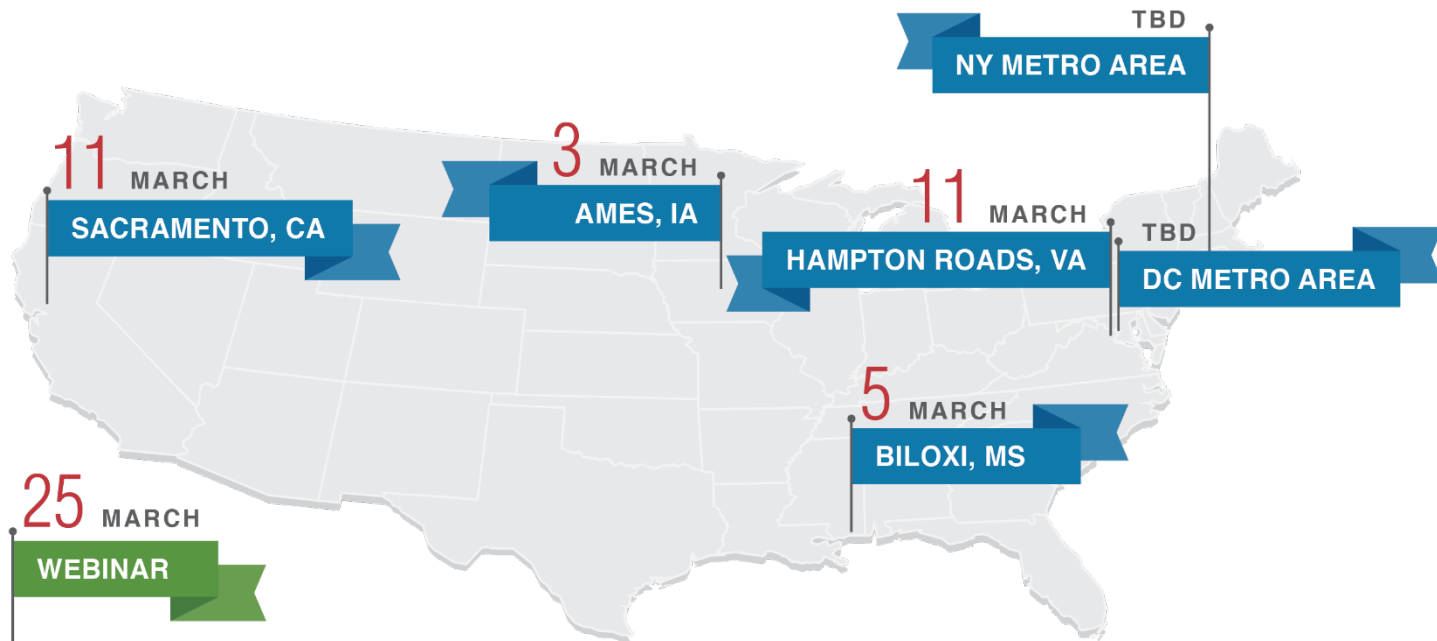 TBD
NY METRO AREA
11 MARCH
SACRAMENTO, CA
3 MARCH
AMES, IA
11 MARCH
HAMPTON ROADS, VA
TBD
DC METRO AREA
5 MARCH
BILOXI, MS
25 MARCH
WEBINAR